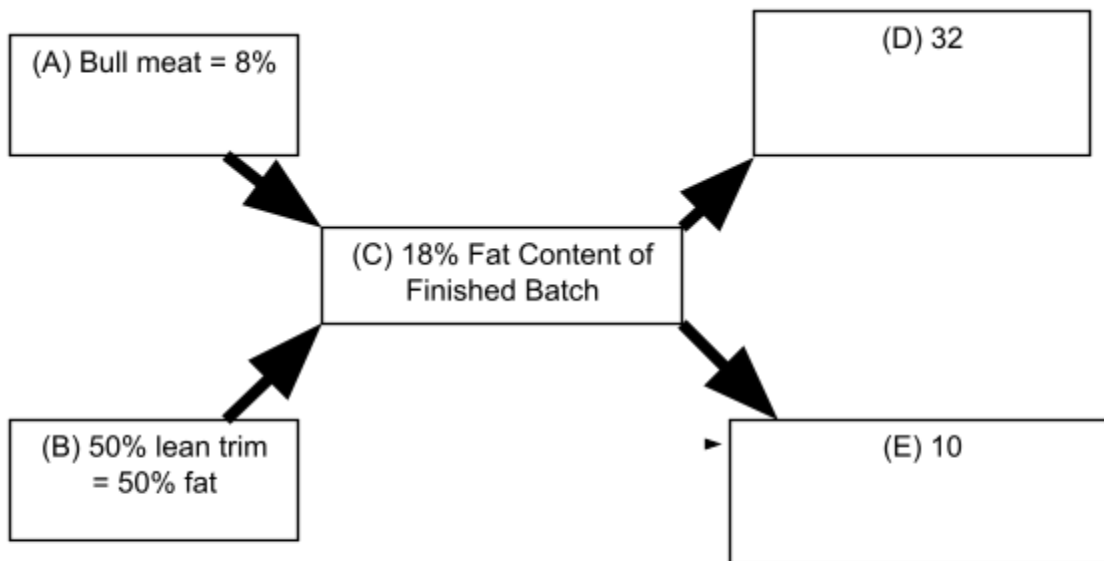 (A) Bull meat = 8%
(D) 32
(C) 18% Fat Content of
Finished Batch
(B) 50% lean trim
= 50% fat
(E) 10